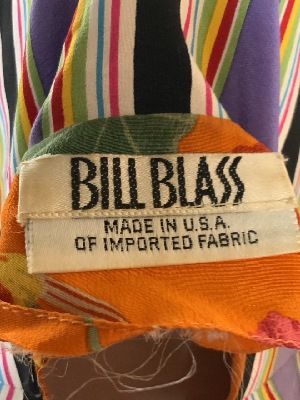 BILL BLASS
MADE IN U.S.A.
OF IMPORTED FABRIC